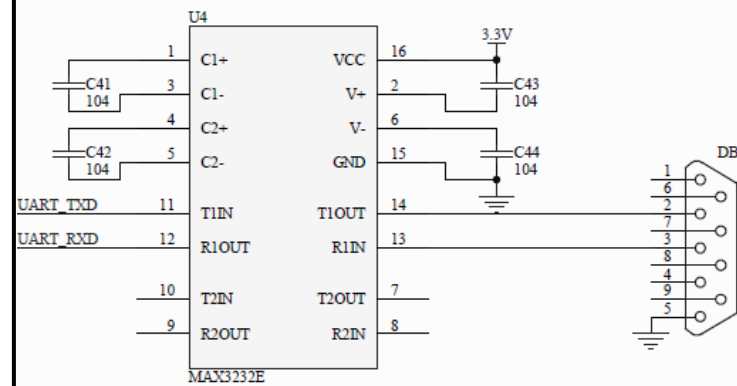 U4
3.3V
1 C1+ VCC 16
C41 104
3 C1- V+ 2
C43 104
4 C2+ V- 6
C42 104
5 C2- GND 15
C44 104
DB
UART_TXD 11 T1IN T1OUT 14
UART_RXD 12 R1OUT R1IN 13
10 T2IN T2OUT 7
9 R2OUT R2IN 8
MAX3232E
1
6
2
7
3
8
4
9
5